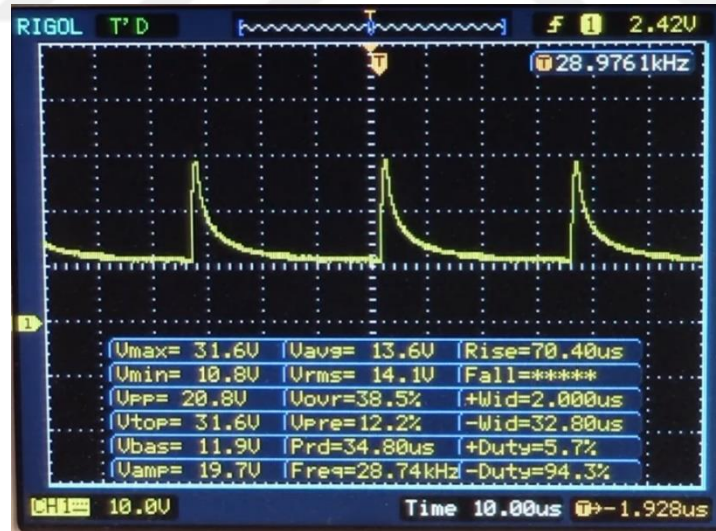 RIGOL T'D T f 1 2.42V
T 28.9761kHz
T
1
Vmax= 31.6V Vavg= 13.6V Rise=70.40us
Vmin= 10.8V Vrms= 14.1V Fall=*****
Vpp= 20.8V Vovr=38.5% +Wid=2.000us
Vtop= 31.6V Vpre=12.2% -Wid=32.80us
Vbas= 11.9V Prd=34.80us +Duty=5.7%
Vamp= 19.7V Freq=28.74kHz -Duty=94.3%
CH1 10.0V Time 10.00us T→-1.928us